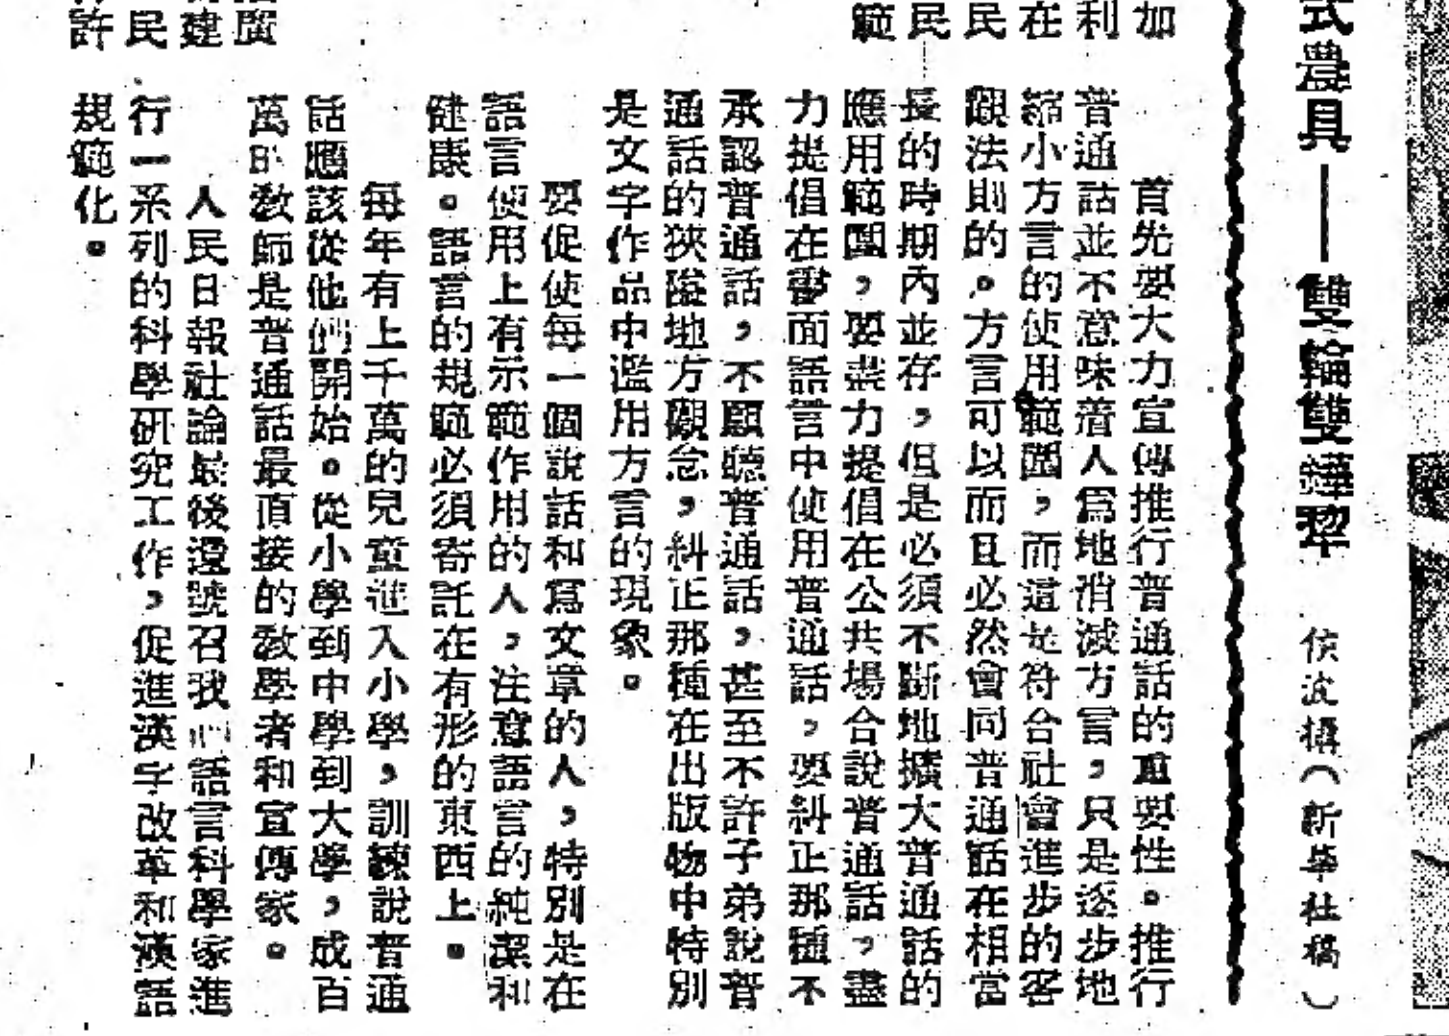 式農具——雙輪雙鏵犂
攝（新華社稿）
加
利
在
民
民
範
廣
建
民
許
首先要大力宣傳推行普通話的重要性。推行
普通話並不意味着人爲地消滅方言，只是逐步地
縮小方言的使用範圍，而這是符合社會進步的客
觀法則的。方言可以而且必然會同普通話在相當
長的時期內並存，但是必須不斷地擴大普通話的
應用範圍，要盡力提倡在公共場合說普通話，盡
力提倡在書面語言中使用普通話，要糾正那種不
承認普通話，不願聽普通話，甚至不許子弟說普
通話的狹隘地方觀念，糾正那種在出版物中特別
是文字作品中濫用方言的現象。
要促使每一個說話和寫文章的人，特別是在
語言使用上有示範作用的人，注意語言的純潔和
健康。語言的規範必須寄託在有形的東西上。
每年有上千萬的兒童進入小學，訓練說普通
話應該從他們開始。從小學到中學到大學，成百
萬的教師是普通話最直接的教學者和宣傳家。
人民日報社論最後還號召我們語言科學家進
行一系列的科學研究工作，促進漢字改革和漢語
規範化。